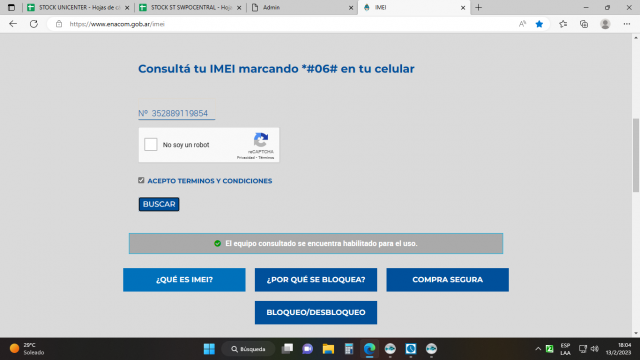 STOCK UNICENTER - Hojas de cá
STOCK ST SWPOCENTRAL - Hoja
Admin
IMEI
https://www.enacom.gob.ar/imei
Consultá tu IMEI marcando *#06# en tu celular
Nº 352889119854
No soy un robot
reCAPTCHA
Privacidad - Términos
ACEPTO TERMINOS Y CONDICIONES
BUSCAR
El equipo consultado se encuentra habilitado para el uso.
¿QUÉ ES IMEI?
¿POR QUÉ SE BLOQUEA?
COMPRA SEGURA
BLOQUEO/DESBLOQUEO
29°C
Soleado
Búsqueda
ESP
LAA
18:04
13/2/2023